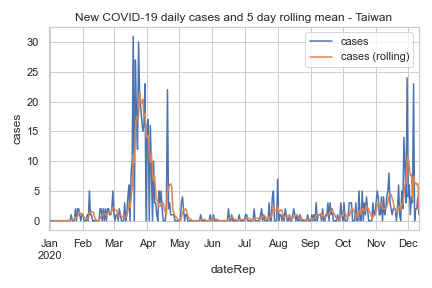 New COVID-19 daily cases and 5 day rolling mean - Taiwan
cases
cases (rolling)
30
25
20
15
10
5
0
cases
Jan Feb Mar Apr May Jun Jul Aug Sep Oct Nov Dec
2020
dateRep